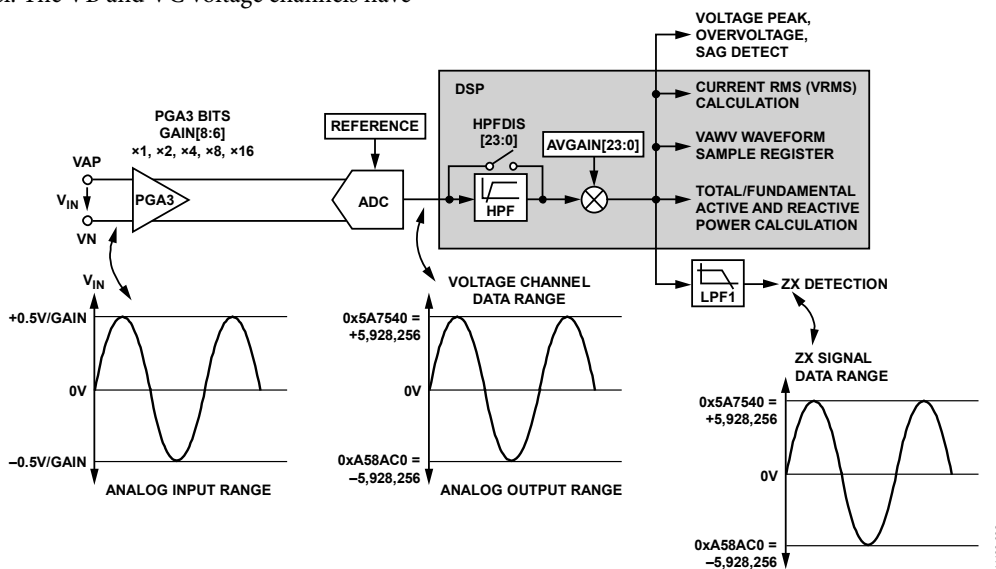 The VB and VC voltage channels have
VOLTAGE PEAK,
OVERVOLTAGE,
SAG DETECT
DSP
CURRENT RMS (VRMS)
CALCULATION
PGA3 BITS
GAIN[8:6]
×1, ×2, ×4, ×8, ×16
REFERENCE
HPFDIS
[23:0]
AVGAIN[23:0]
VAWV WAVEFORM
SAMPLE REGISTER
VAP
VIN
PGA3
ADC
HPF
TOTAL/FUNDAMENTAL
ACTIVE AND REACTIVE
POWER CALCULATION
VN
LPF1
ZX DETECTION
VIN
VOLTAGE CHANNEL
DATA RANGE
+0.5V/GAIN
0V
–0.5V/GAIN
ANALOG INPUT RANGE
0x5A7540 =
+5,928,256
0V
0xA58AC0 =
–5,928,256
ANALOG OUTPUT RANGE
ZX SIGNAL
DATA RANGE
0x5A7540 =
+5,928,256
0V
0xA58AC0 =
–5,928,256